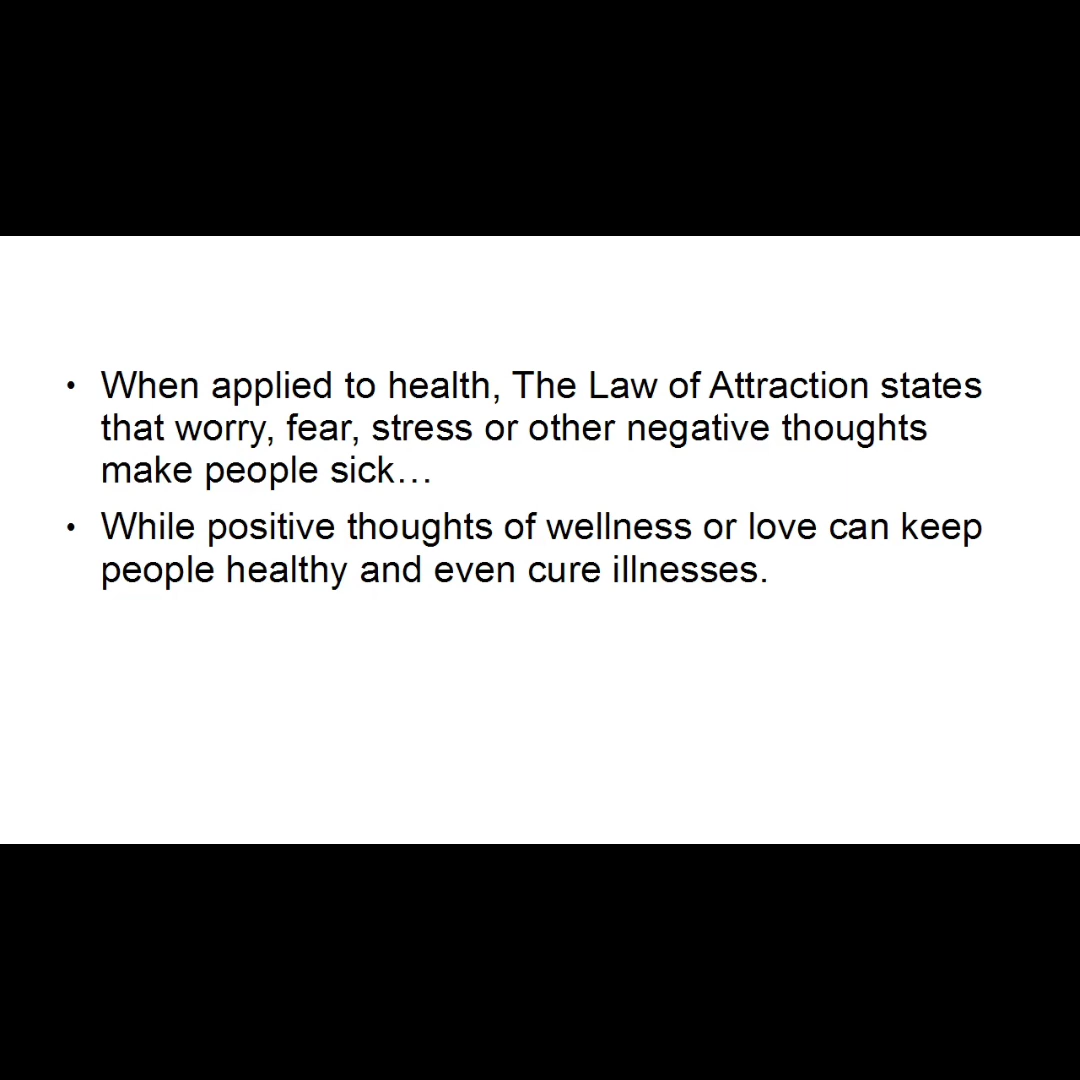 • When applied to health, The Law of Attraction states
that worry, fear, stress or other negative thoughts
make people sick…
• While positive thoughts of wellness or love can keep
people healthy and even cure illnesses.